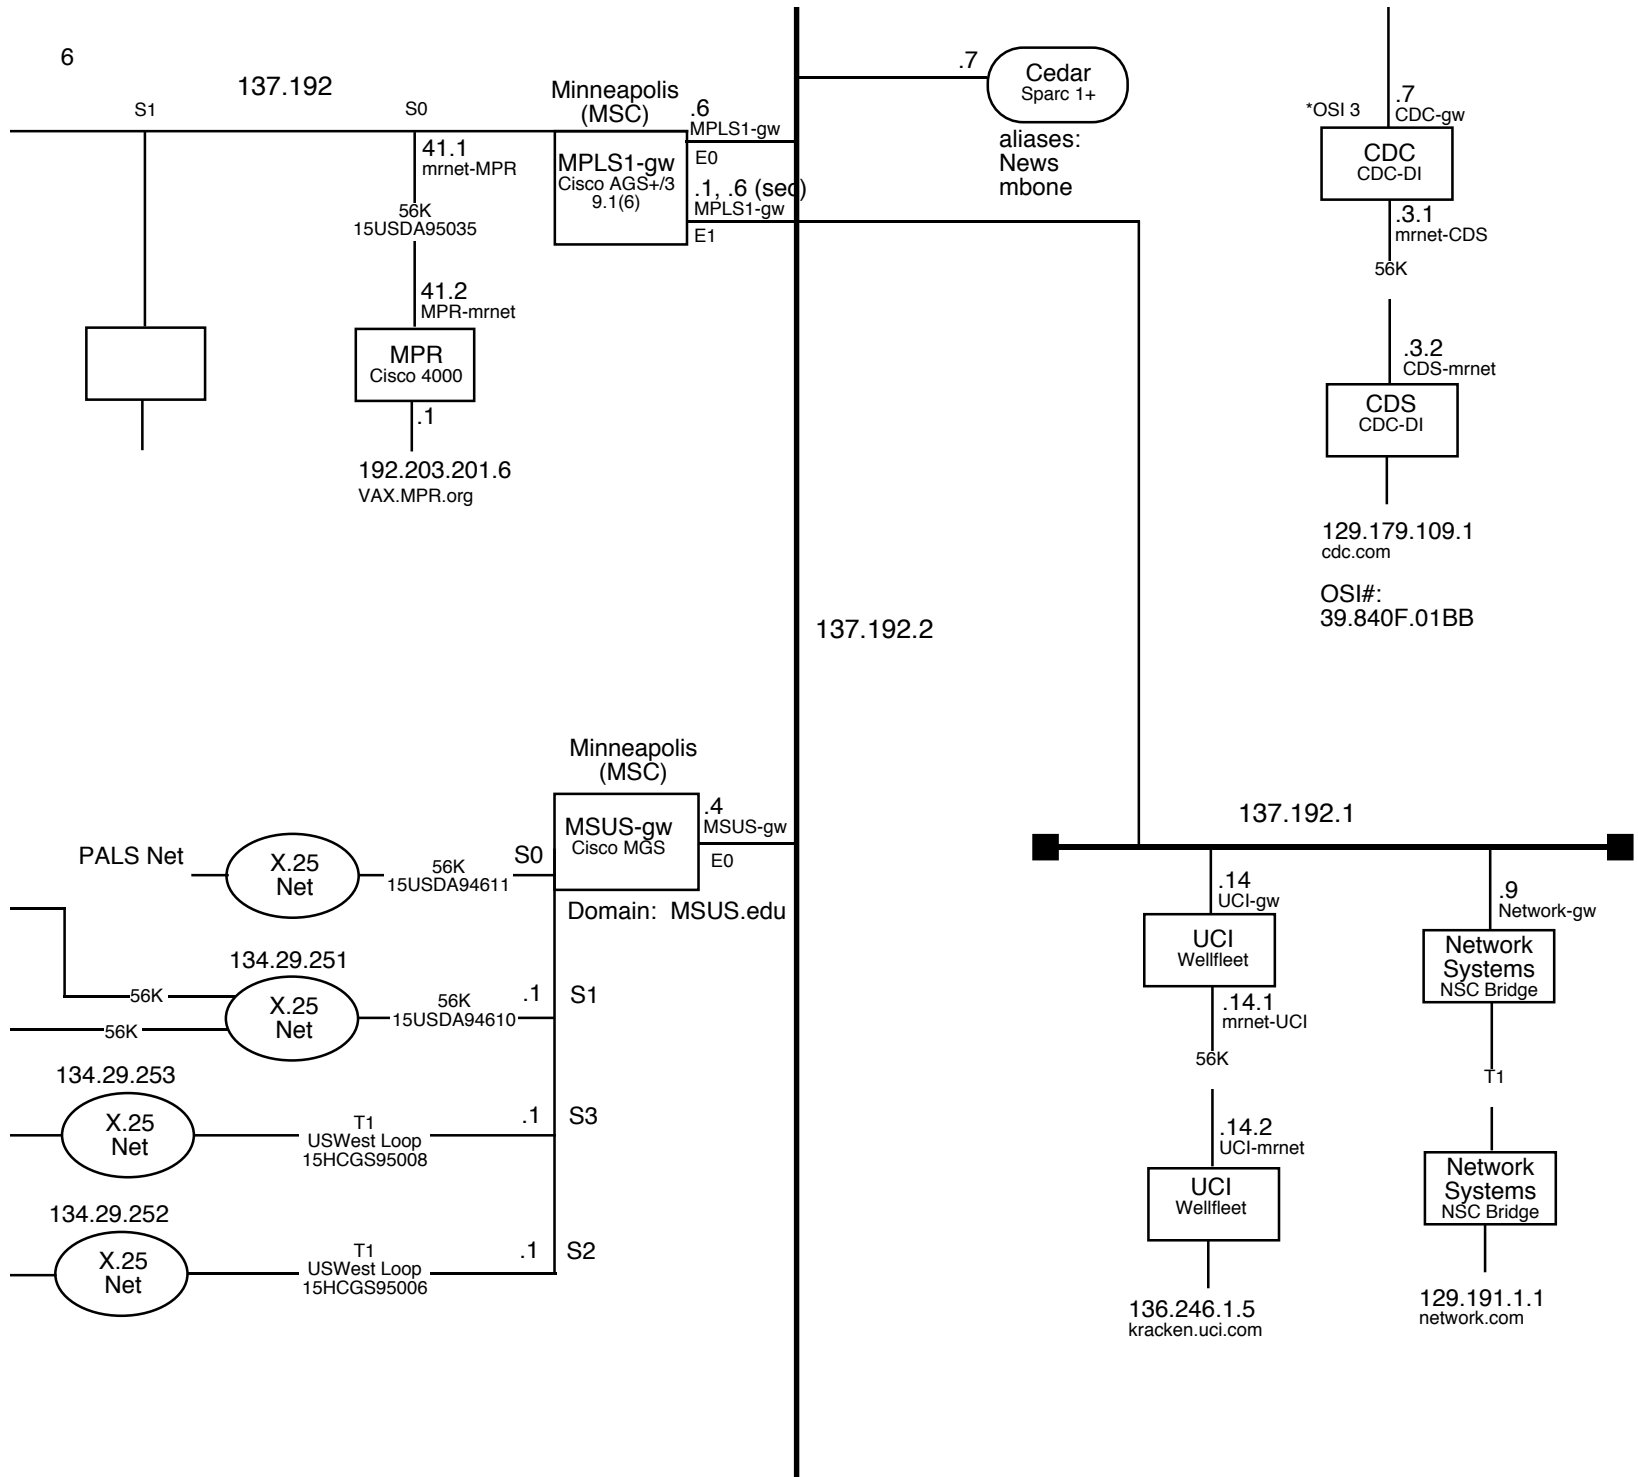 6
137.192
S1
S0
Minneapolis
(MSC)
.6
MPLS1-gw
E0
.1, .6 (sec)
MPLS1-gw
E1
MPLS1-gw
Cisco AGS+/3
9.1(6)
41.1
mrnet-MPR
56K
15USDA95035
41.2
MPR-mrnet
MPR
Cisco 4000
.1
192.203.201.6
VAX.MPR.org
.7
Cedar
Sparc 1+
aliases:
News
mbone
*OSI 3
.7
CDC-gw
CDC
CDC-DI
.3.1
mrnet-CDS
56K
.3.2
CDS-mrnet
CDS
CDC-DI
129.179.109.1
cdc.com
OSI#:
39.840F.01BB
137.192.2
Minneapolis
(MSC)
MSUS-gw
Cisco MGS
.4
MSUS-gw
E0
Domain: MSUS.edu
PALS Net
X.25
Net
56K
15USDA94611
S0
134.29.251
56K
56K
X.25
Net
56K
15USDA94610
.1
S1
134.29.253
X.25
Net
T1
USWest Loop
15HCGS95008
.1
S3
134.29.252
X.25
Net
T1
USWest Loop
15HCGS95006
.1
S2
137.192.1
.14
UCI-gw
UCI
Wellfleet
.14.1
mrnet-UCI
56K
.14.2
UCI-mrnet
UCI
Wellfleet
136.246.1.5
kracken.uci.com
.9
Network-gw
Network
Systems
NSC Bridge
T1
Network
Systems
NSC Bridge
129.191.1.1
network.com